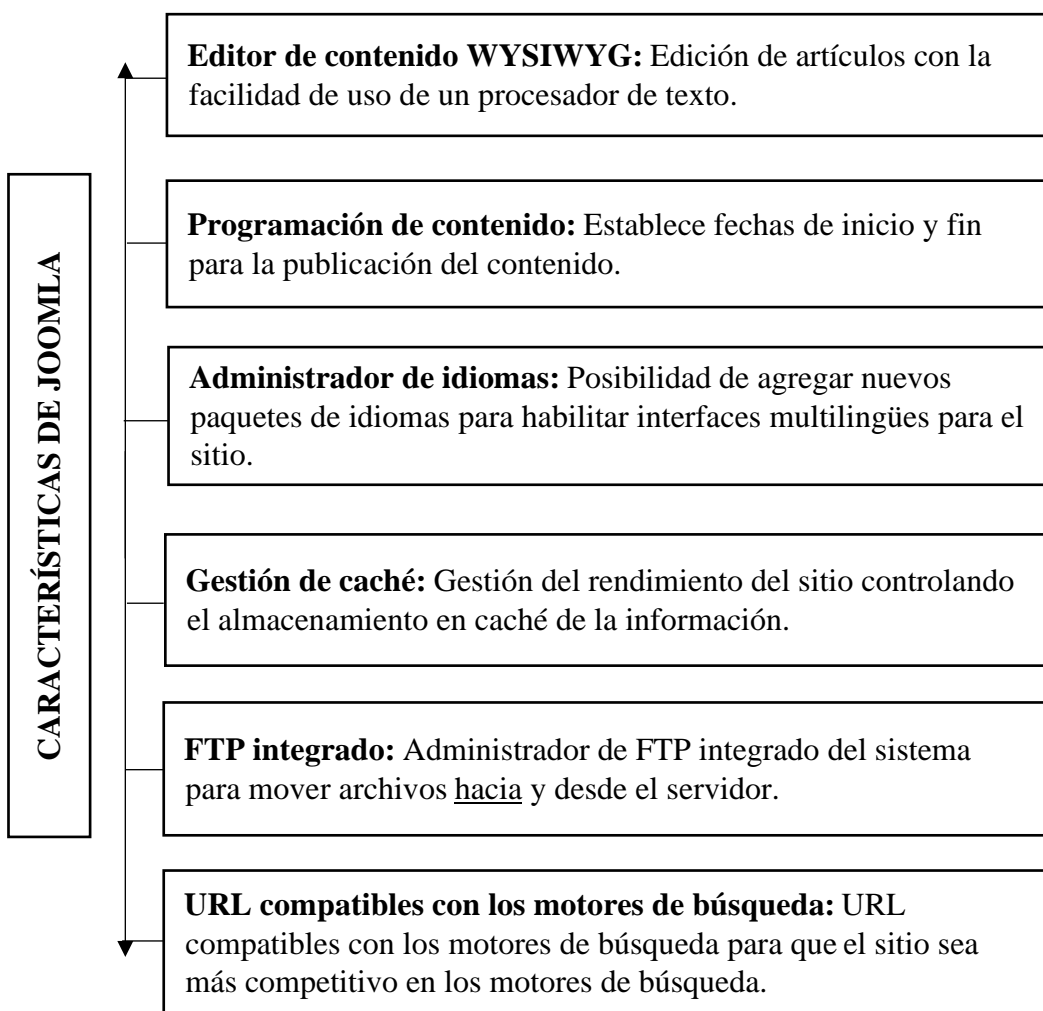 CARACTERÍSTICAS DE JOOMLA
Editor de contenido WYSIWYG: Edición de artículos con la
facilidad de uso de un procesador de texto.
Programación de contenido: Establece fechas de inicio y fin
para la publicación del contenido.
Administrador de idiomas: Posibilidad de agregar nuevos
paquetes de idiomas para habilitar interfaces multilingües para el
sitio.
Gestión de caché: Gestión del rendimiento del sitio controlando
el almacenamiento en caché de la información.
FTP integrado: Administrador de FTP integrado del sistema
para mover archivos hacia y desde el servidor.
URL compatibles con los motores de búsqueda: URL
compatibles con los motores de búsqueda para que el sitio sea
más competitivo en los motores de búsqueda.